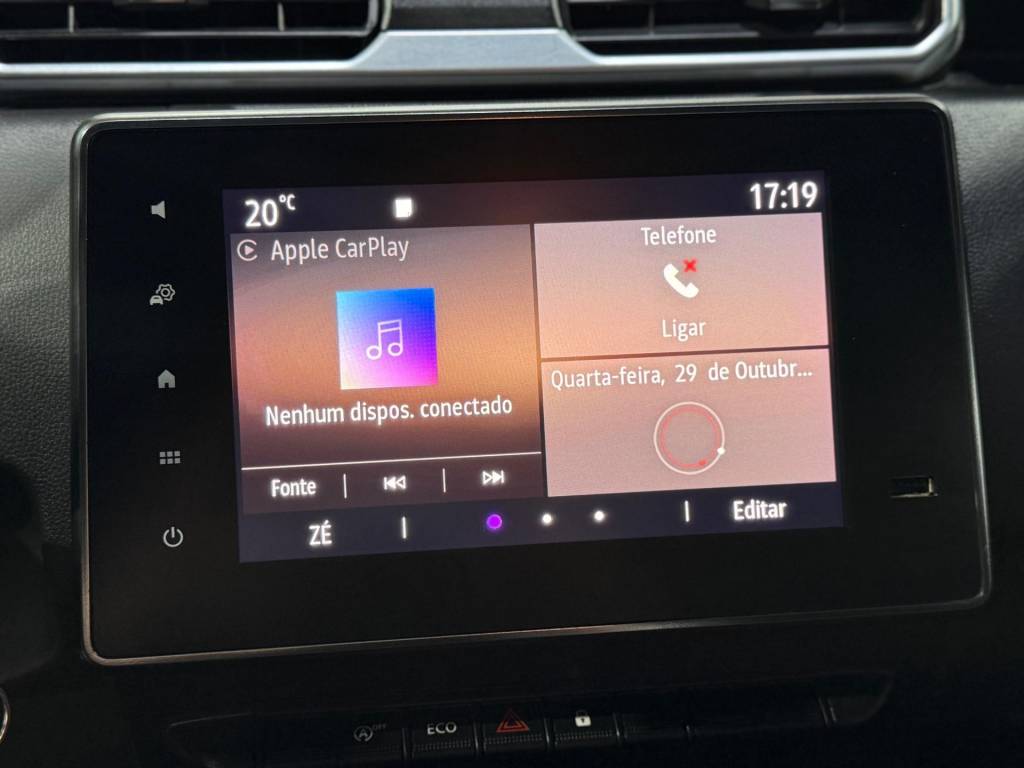 20°C
17:19
Apple CarPlay
Telefone
Ligar
Nenhum dispos. conectado
Quarta-feira, 29 de Outubr...
Fonte
ZÉ
Editar
OFF
ECO